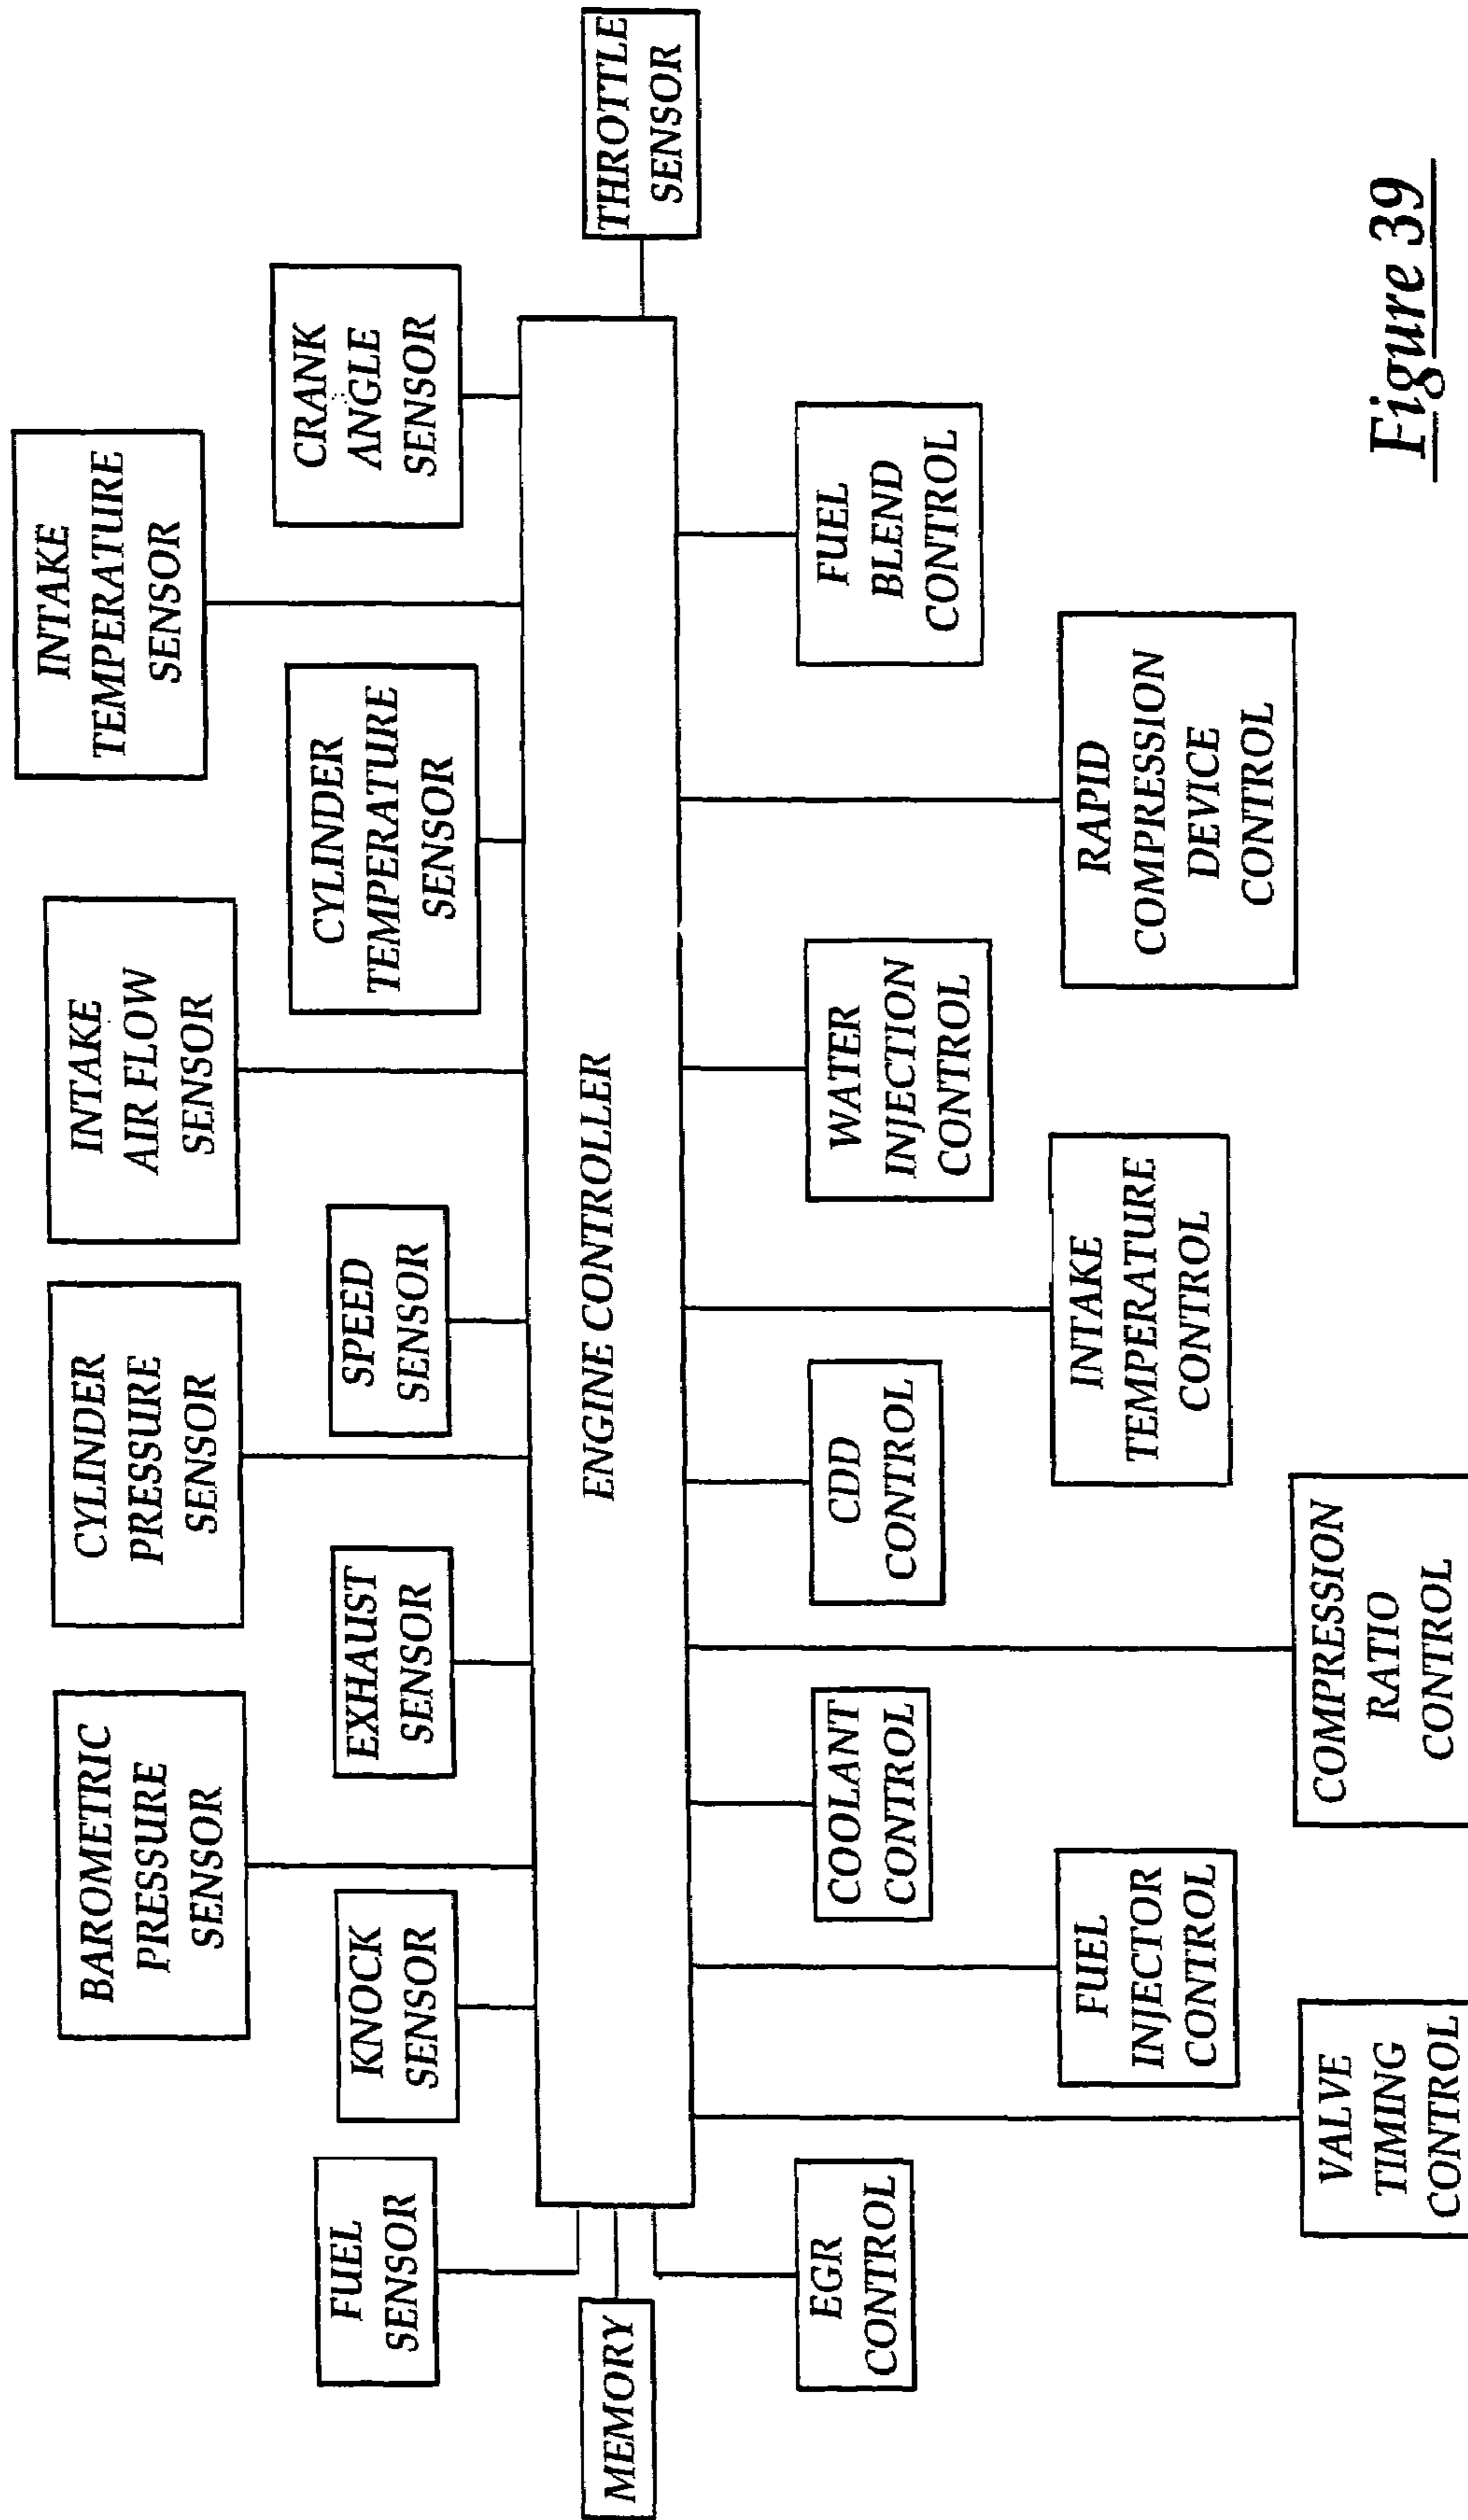 BAROMETRIC
PRESSURE
SENSOR
CYLINDER
PRESSURE
SENSOR
INTAKE
AIR FLOW
SENSOR
INTAKE
TEMPERATURE
SENSOR
FUEL
SENSOR
KNOCK
SENSOR
EXHAUST
SENSOR
SPEED
SENSOR
CYLINDER
TEMPERATURE
SENSOR
CRANK
ANGLE
SENSOR
MEMORY
ENGINE CONTROLLER
THROTTLE
SENSOR
EGR
CONTROL
COOLANT
CONTROL
CDD
CONTROL
WATER
INJECTION
CONTROL
FUEL
BLEND
CONTROL
FUEL
INJECTOR
CONTROL
INTAKE
TEMPERATURE
CONTROL
RAPID
COMPRESSION
DEVICE
CONTROL
VALVE
TIMING
CONTROL
COMPRESSION
RATIO
CONTROL
Figure 39